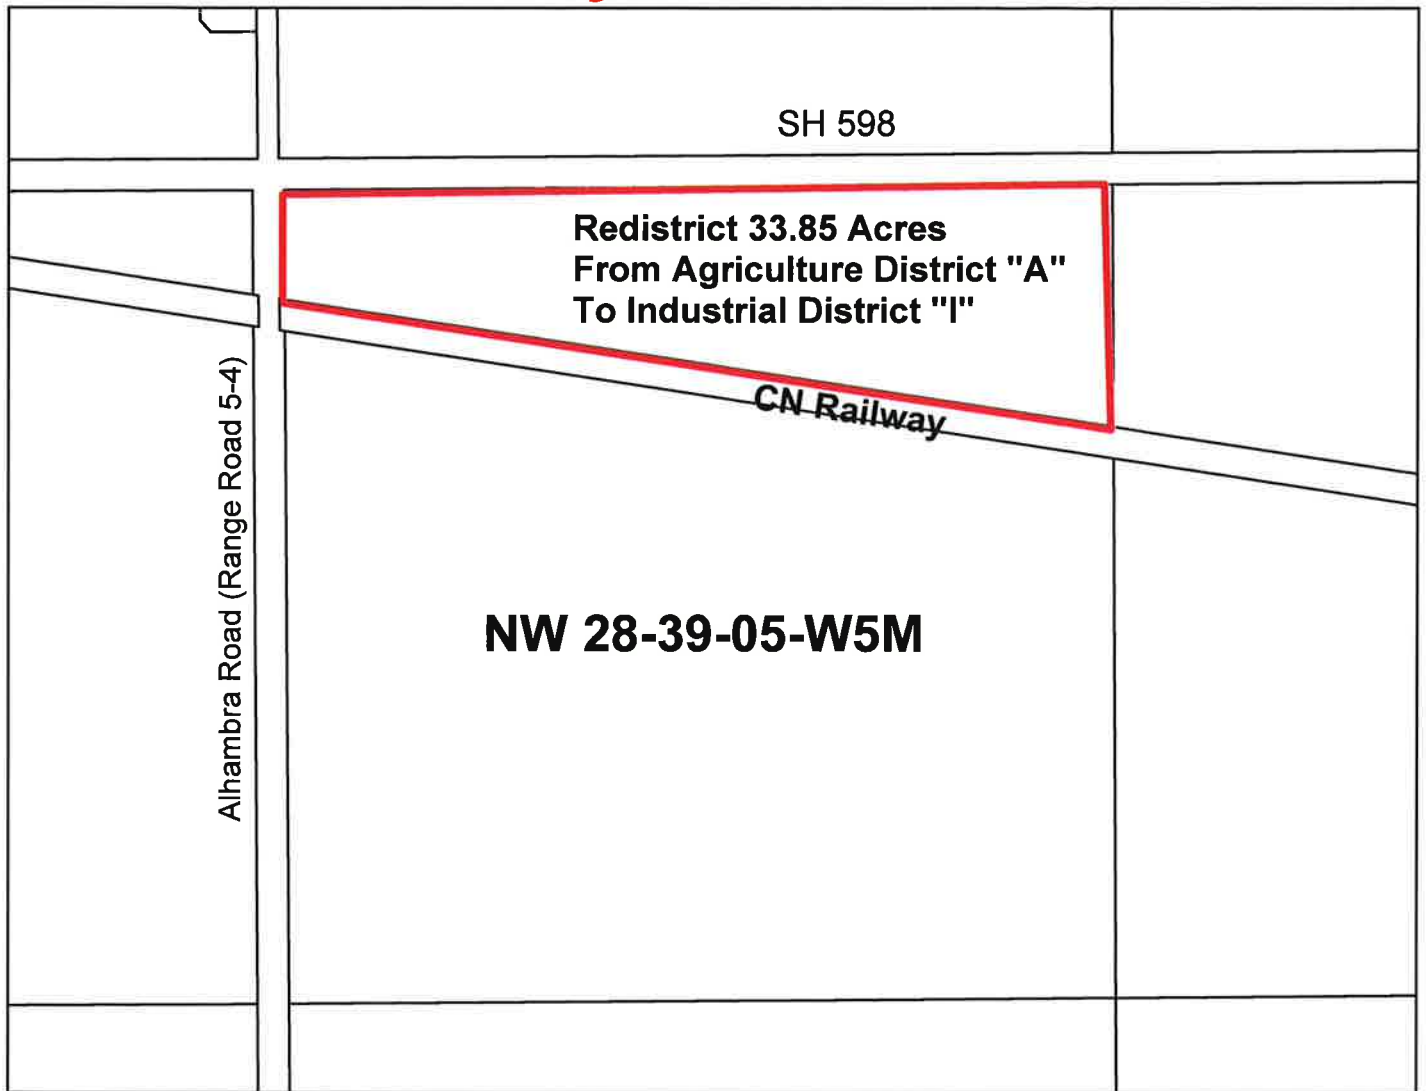 SH 598
Redistrict 33.85 Acres
From Agriculture District "A"
To Industrial District "I"
CN Railway
Alhambra Road (Range Road 5-4)
NW 28-39-05-W5M